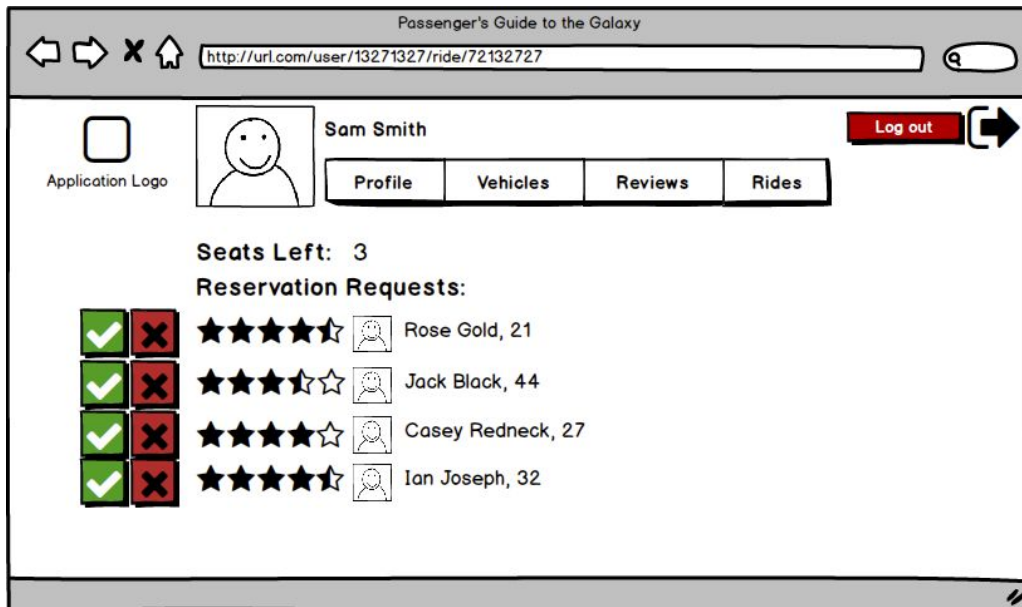 Passenger's Guide to the Galaxy
http://url.com/user/13271327/ride/72132727
Sam Smith
Log out
Application Logo
Profile Vehicles Reviews Rides
Seats Left: 3
Reservation Requests:
Rose Gold, 21
Jack Black, 44
Casey Redneck, 27
Ian Joseph, 32